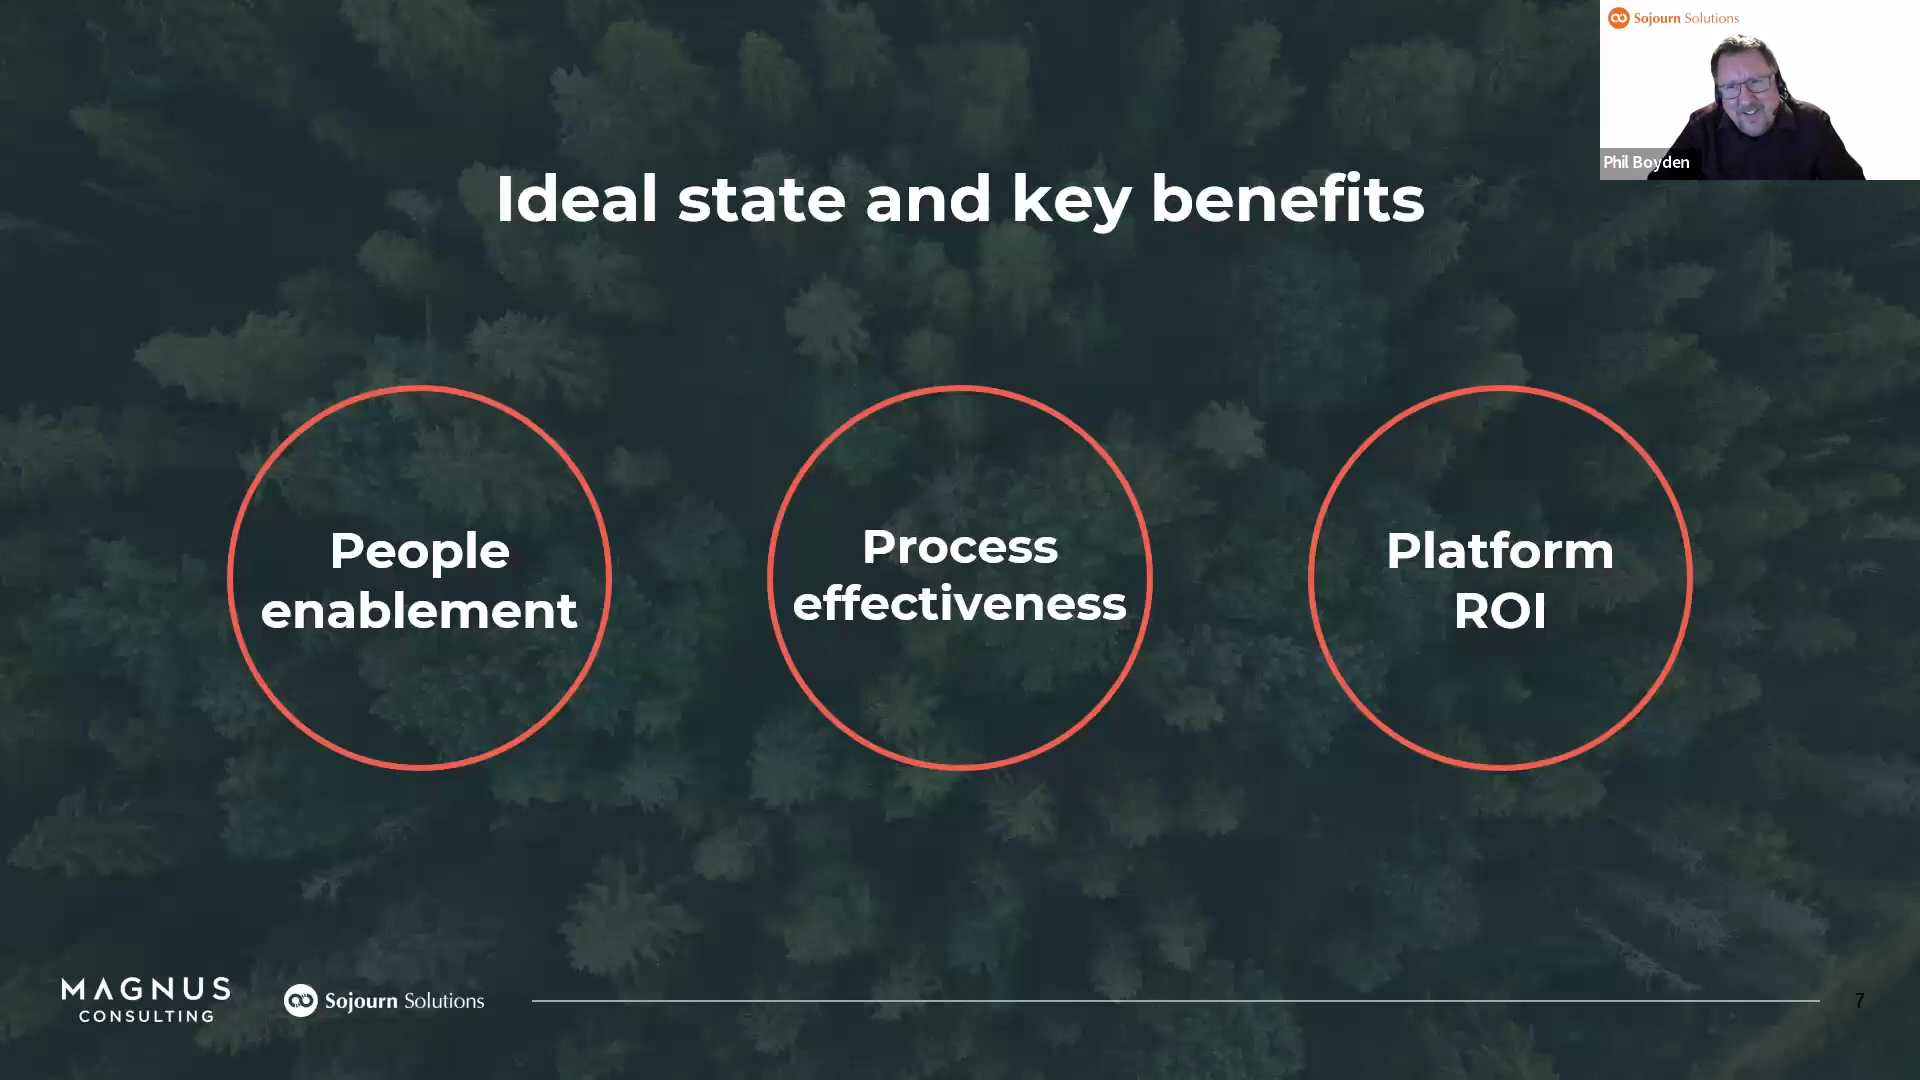 Sojourn Solutions
Phil Boyden
Ideal state and key benefits
People
enablement
Process
effectiveness
Platform
ROI
MAGNUS
CONSULTING
Sojourn Solutions
7